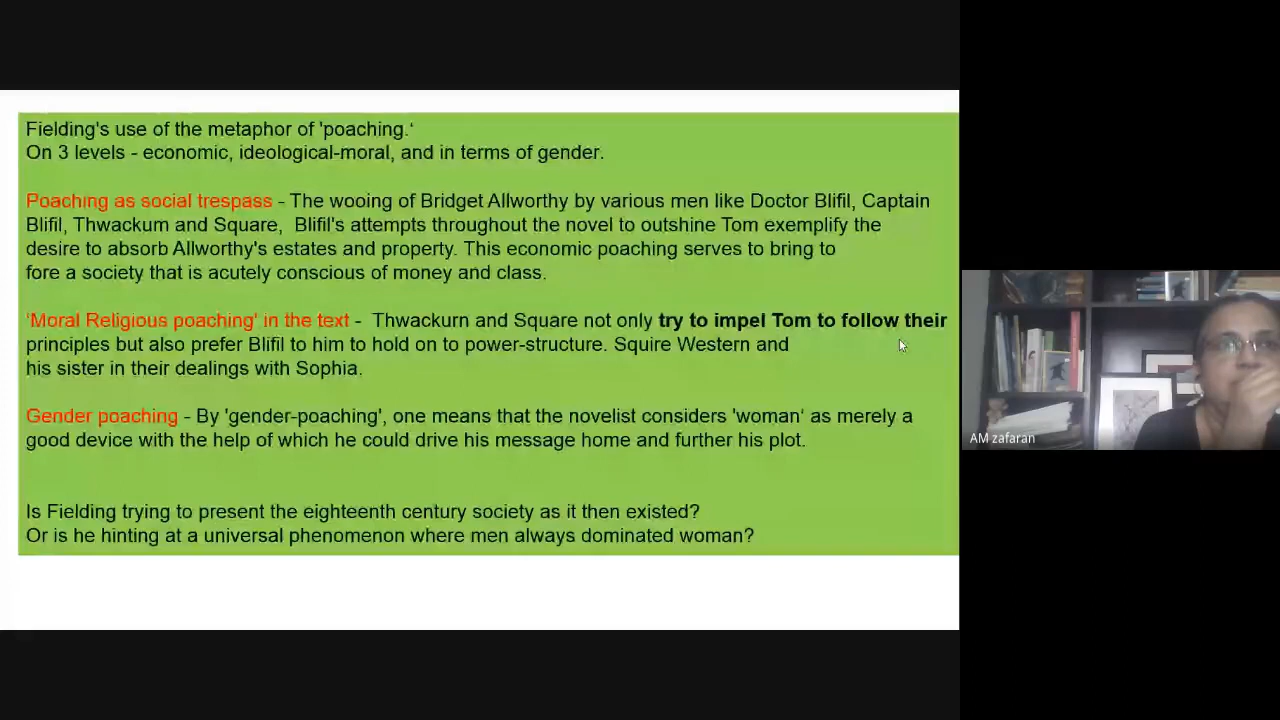 Fielding's use of the metaphor of 'poaching.‘
On 3 levels - economic, ideological-moral, and in terms of gender.
Poaching as social trespass - The wooing of Bridget Allworthy by various men like Doctor Blifil, Captain
Blifil, Thwackum and Square,  Blifil's attempts throughout the novel to outshine Tom exemplify the
desire to absorb Allworthy's estates and property. This economic poaching serves to bring to
fore a society that is acutely conscious of money and class.
‘Moral Religious poaching' in the text -  Thwackurn and Square not only try to impel Tom to follow their
principles but also prefer Blifil to him to hold on to power-structure. Squire Western and
his sister in their dealings with Sophia.
Gender poaching - By 'gender-poaching', one means that the novelist considers 'woman‘ as merely a
good device with the help of which he could drive his message home and further his plot.
Is Fielding trying to present the eighteenth century society as it then existed?
Or is he hinting at a universal phenomenon where men always dominated woman?
AM zafaran